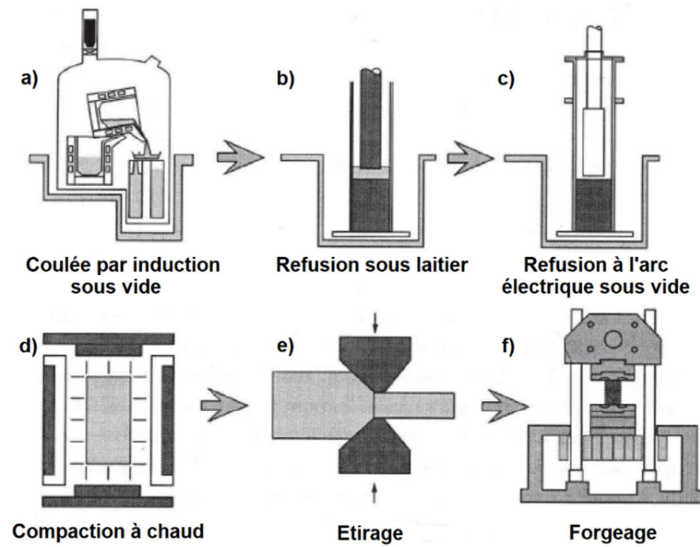 a)
b)
c)
Coulée par induction
sous vide
Refusion sous laitier
Refusion à l'arc
électrique sous vide
d)
e)
f)
Compaction à chaud
Etirage
Forgeage